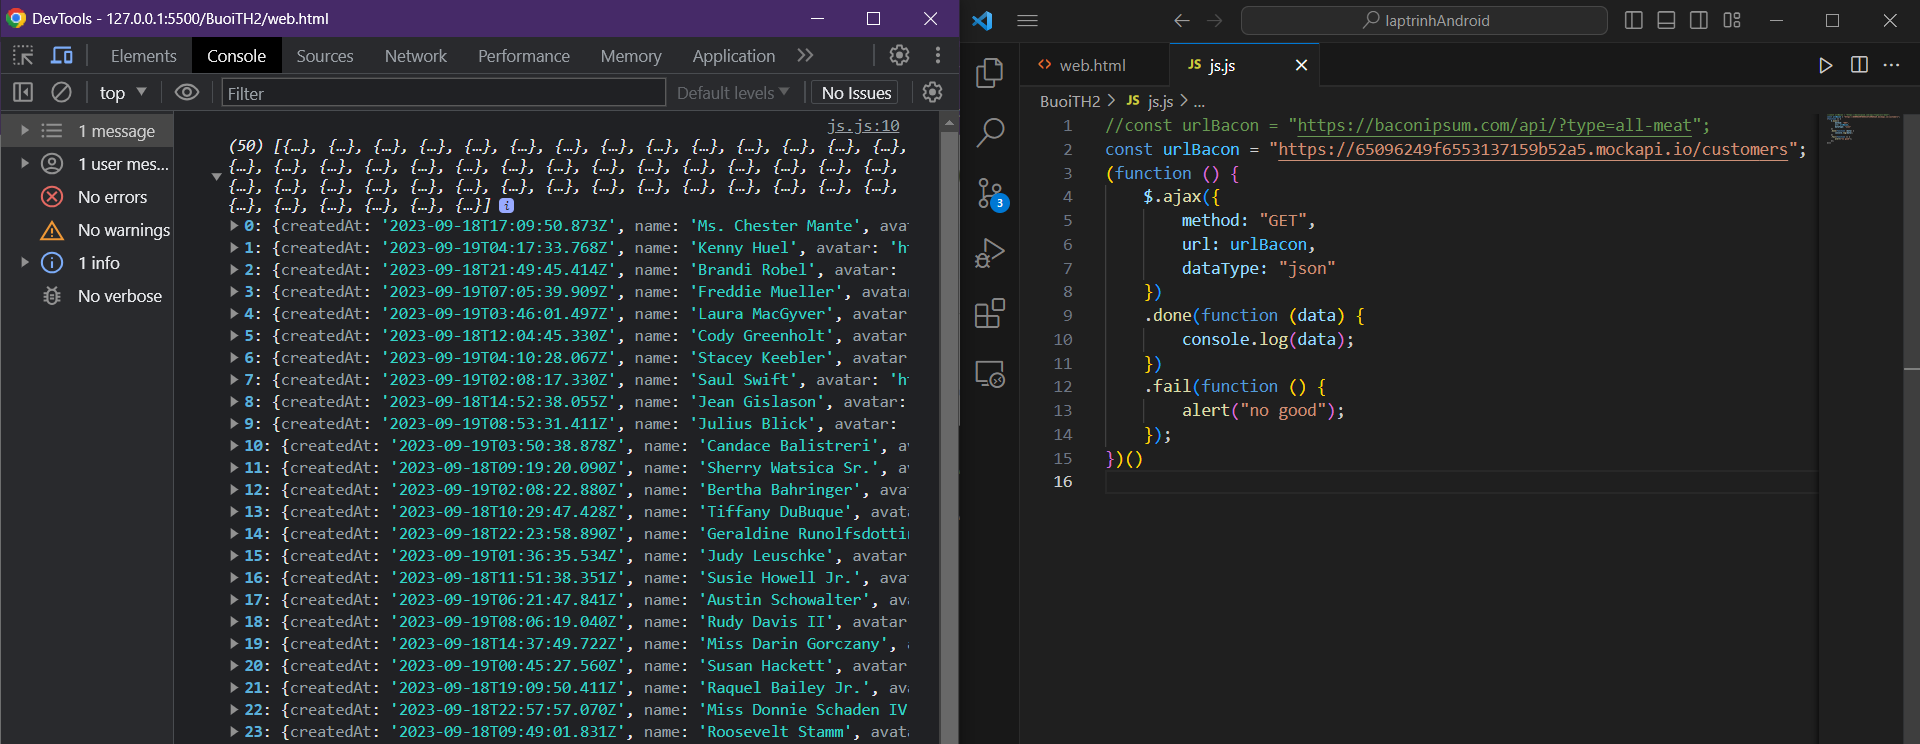 DevTools - 127.0.0.1:5500/BuoiTH2/web.html
Elements Console Sources Network Performance Memory Application
top Filter Default levels No Issues
1 message
1 user mes...
No errors
No warnings
1 info
No verbose
js.js:10
(50) [{…}, {…}, {…}, {…}, {…}, {…}, {…}, {…}, {…}, {…}, {…}, {…}, {…}, {…},
{…}, {…}, {…}, {…}, {…}, {…}, {…}, {…}, {…}, {…}, {…}, {…}, {…}, {…}, {…},
{…}, {…}, {…}, {…}, {…}, {…}, {…}, {…}, {…}, {…}, {…}, {…}, {…}, {…}, {…},
{…}, {…}, {…}, {…}, {…}, {…}] i
0: {createdAt: '2023-09-18T17:09:50.873Z', name: 'Ms. Chester Mante', ava
1: {createdAt: '2023-09-19T04:17:33.768Z', name: 'Kenny Huel', avatar: 'h
2: {createdAt: '2023-09-18T21:49:45.414Z', name: 'Brandi Robel', avatar:
3: {createdAt: '2023-09-19T07:05:39.909Z', name: 'Freddie Mueller', avata
4: {createdAt: '2023-09-19T03:46:01.497Z', name: 'Laura MacGyver', avatar
5: {createdAt: '2023-09-18T12:04:45.330Z', name: 'Cody Greenholt', avatar
6: {createdAt: '2023-09-19T04:10:28.067Z', name: 'Stacey Keebler', avatar
7: {createdAt: '2023-09-19T02:08:17.330Z', name: 'Saul Swift', avatar: 'h
8: {createdAt: '2023-09-18T14:52:38.055Z', name: 'Jean Gislason', avatar:
9: {createdAt: '2023-09-19T08:53:31.411Z', name: 'Julius Blick', avatar:
10: {createdAt: '2023-09-19T03:50:38.878Z', name: 'Candace Balistreri', a
11: {createdAt: '2023-09-18T09:19:20.090Z', name: 'Sherry Watsica Sr.', a
12: {createdAt: '2023-09-19T02:08:22.880Z', name: 'Bertha Bahringer', ava
13: {createdAt: '2023-09-18T10:29:47.428Z', name: 'Tiffany DuBuque', avat
14: {createdAt: '2023-09-18T22:23:58.890Z', name: 'Geraldine Runolfsdotti
15: {createdAt: '2023-09-19T01:36:35.534Z', name: 'Judy Leuschke', avatar
16: {createdAt: '2023-09-18T11:51:38.351Z', name: 'Susie Howell Jr.', ava
17: {createdAt: '2023-09-19T06:21:47.841Z', name: 'Austin Schowalter', av
18: {createdAt: '2023-09-19T08:06:19.040Z', name: 'Rudy Davis II', avatar
19: {createdAt: '2023-09-18T14:37:49.722Z', name: 'Miss Darin Gorczany',
20: {createdAt: '2023-09-19T00:45:27.560Z', name: 'Susan Hackett', avatar
21: {createdAt: '2023-09-18T19:09:50.411Z', name: 'Raquel Bailey Jr.', av
22: {createdAt: '2023-09-18T22:57:57.070Z', name: 'Miss Donnie Schaden IV
23: {createdAt: '2023-09-18T09:49:01.831Z', name: 'Roosevelt Stamm', avat
laptrinhAndroid
web.html JS js.js
BuoiTH2 > JS js.js > ...
3
1 //const urlBacon = "https://baconipsum.com/api/?type=all-meat";
2 const urlBacon = "https://65096249f6553137159b52a5.mockapi.io/customers";
3 (function () {
4 $.ajax({
5 method: "GET",
6 url: urlBacon,
7 dataType: "json"
8 })
9 .done(function (data) {
10 console.log(data);
11 })
12 .fail(function () {
13 alert("no good");
14 });
15 })()
16